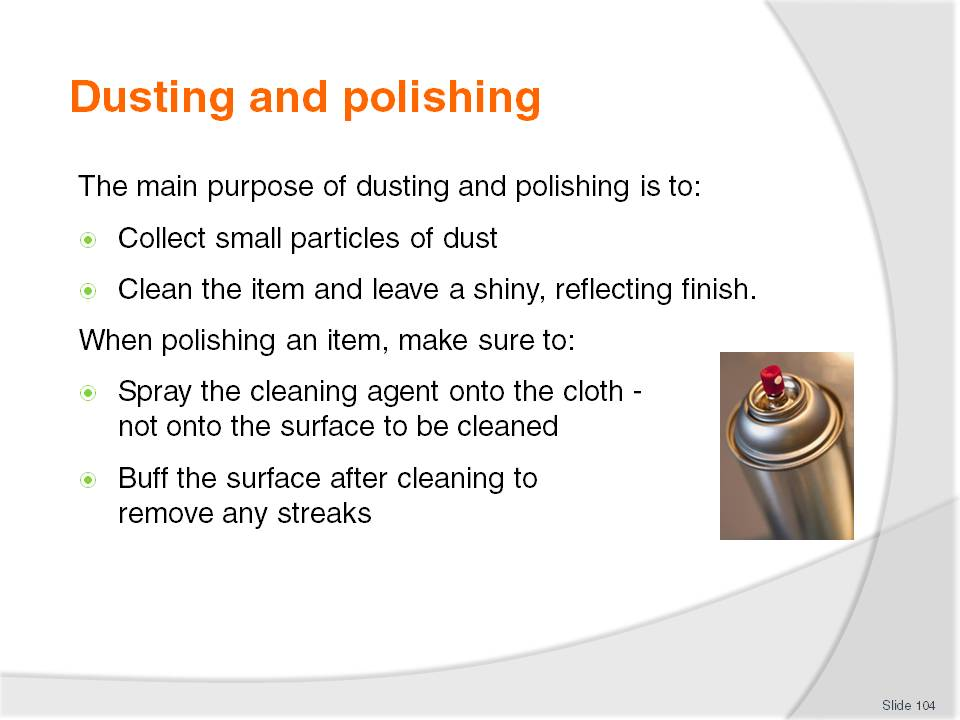 Dusting and polishing
The main purpose of dusting and polishing is to:
Collect small particles of dust
Clean the item and leave a shiny, reflecting finish.
When polishing an item, make sure to:
Spray the cleaning agent onto the cloth -
not onto the surface to be cleaned
Buff the surface after cleaning to
remove any streaks
Slide 104